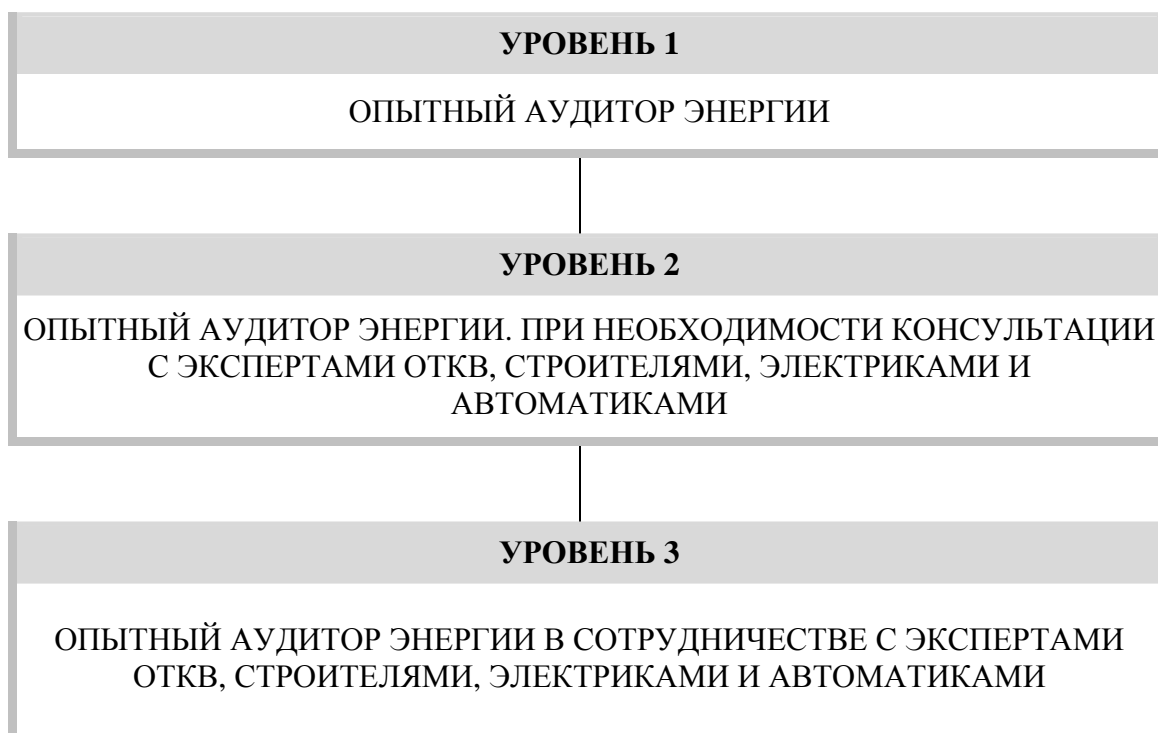 УРОВЕНЬ 1
ОПЫТНЫЙ АУДИТОР ЭНЕРГИИ
УРОВЕНЬ 2
ОПЫТНЫЙ АУДИТОР ЭНЕРГИИ. ПРИ НЕОБХОДИМОСТИ КОНСУЛЬТАЦИИ
С ЭКСПЕРТАМИ ОТКВ, СТРОИТЕЛЯМИ, ЭЛЕКТРИКАМИ И
АВТОМАТИКАМИ
УРОВЕНЬ 3
ОПЫТНЫЙ АУДИТОР ЭНЕРГИИ В СОТРУДНИЧЕСТВЕ С ЭКСПЕРТАМИ
ОТКВ, СТРОИТЕЛЯМИ, ЭЛЕКТРИКАМИ И АВТОМАТИКАМИ